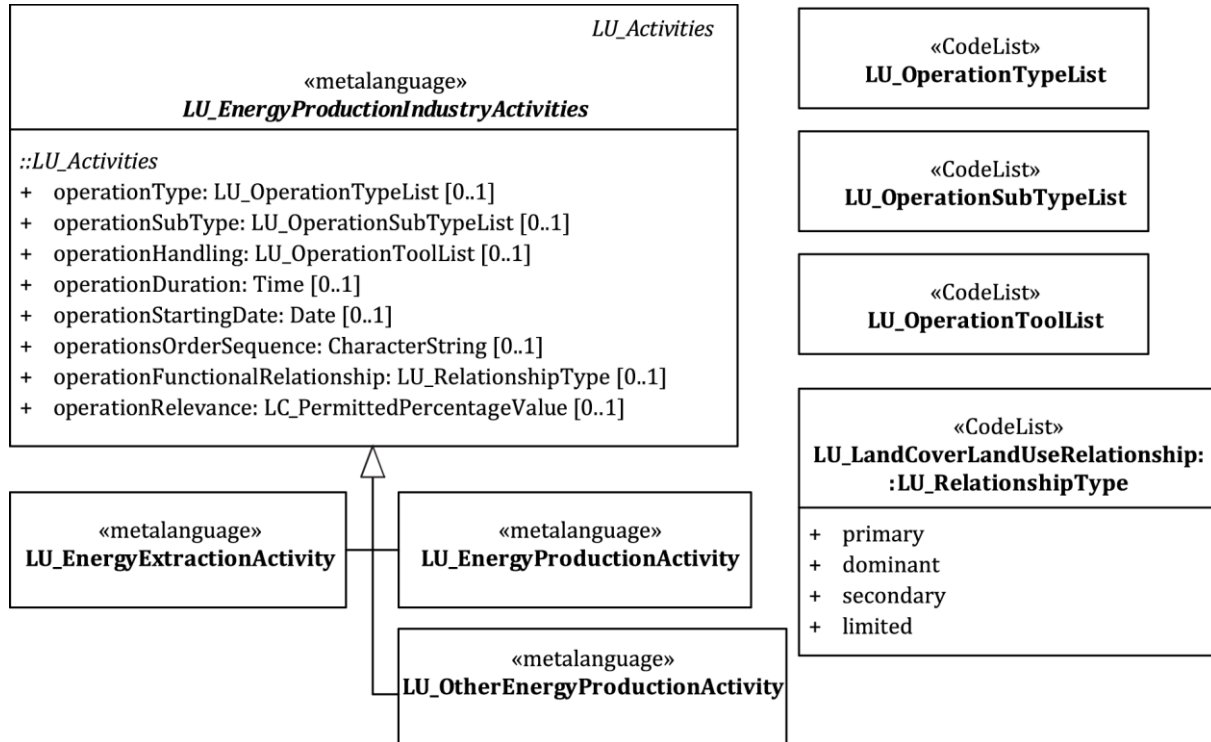 LU_Activities
«metalanguage»
LU_EnergyProductionIndustryActivities
::LU_Activities
+ operationType: LU_OperationTypeList [0..1]
+ operationSubType: LU_OperationSubTypeList [0..1]
+ operationHandling: LU_OperationToolList [0..1]
+ operationDuration: Time [0..1]
+ operationStartingDate: Date [0..1]
+ operationsOrderSequence: CharacterString [0..1]
+ operationFunctionalRelationship: LU_RelationshipType [0..1]
+ operationRelevance: LC_PermittedPercentageValue [0..1]
«metalanguage»
LU_EnergyExtractionActivity
«metalanguage»
LU_EnergyProductionActivity
«metalanguage»
LU_OtherEnergyProductionActivity
«CodeList»
LU_OperationTypeList
«CodeList»
LU_OperationSubTypeList
«CodeList»
LU_OperationToolList
«CodeList»
LU_LandCoverLandUseRelationship:
:LU_RelationshipType
+ primary
+ dominant
+ secondary
+ limited